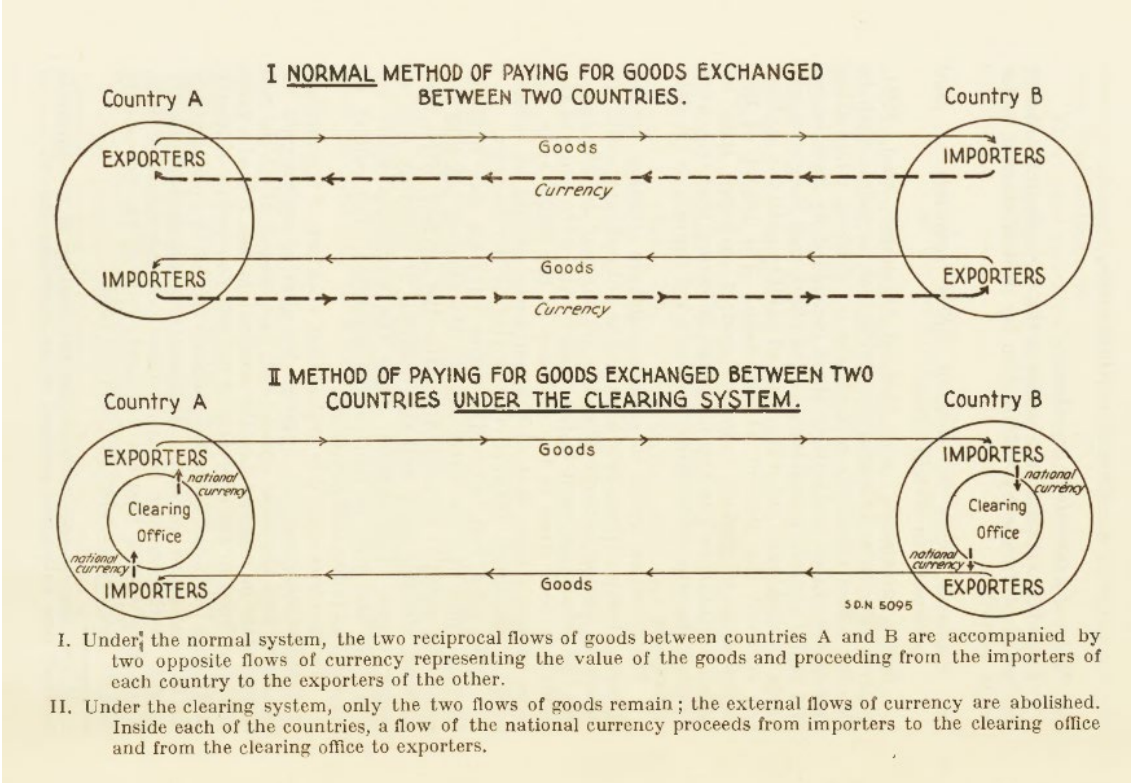 I NORMAL METHOD OF PAYING FOR GOODS EXCHANGED
BETWEEN TWO COUNTRIES.
Country A
Country B
EXPORTERS
Goods
IMPORTERS
Currency
IMPORTERS
Goods
EXPORTERS
Currency
II METHOD OF PAYING FOR GOODS EXCHANGED BETWEEN TWO
COUNTRIES UNDER THE CLEARING SYSTEM.
Country A
Country B
EXPORTERS
Goods
IMPORTERS
national
currency
national
currency
Clearing
Office
Clearing
Office
national
currency
national
currency
IMPORTERS
Goods
EXPORTERS
S.D.N 5095
I. Under the normal system, the two reciprocal flows of goods between countries A and B are accompanied by
two opposite flows of currency representing the value of the goods and proceeding from the importers of
each country to the exporters of the other.
II. Under the clearing system, only the two flows of goods remain ; the external flows of currency are abolished.
Inside each of the countries, a flow of the national currency proceeds from importers to the clearing office
and from the clearing office to exporters.